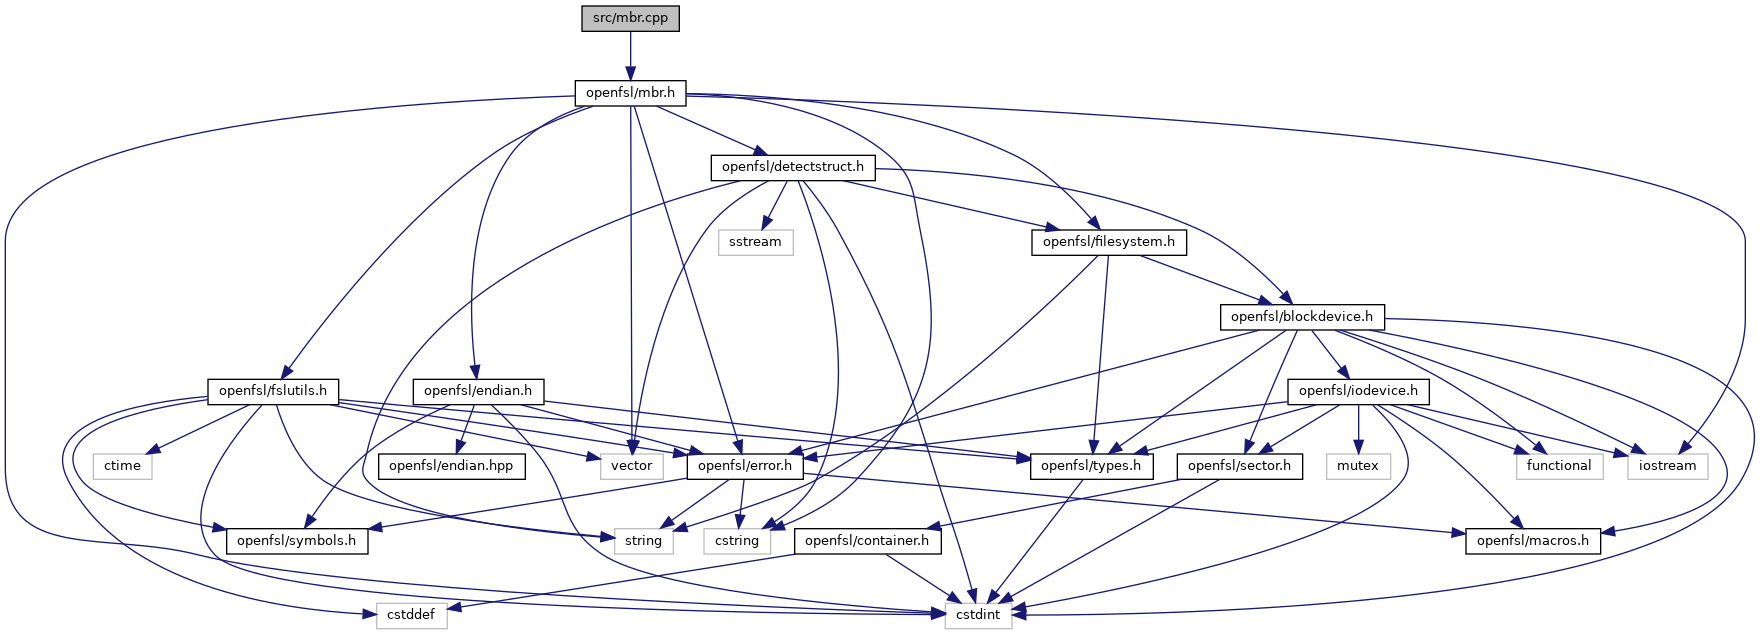 src/mbr.cpp
openfsl/mbr.h
openfsl/detectstruct.h
sstream
openfsl/filesystem.h
openfsl/blockdevice.h
openfsl/fslutils.h
openfsl/endian.h
openfsl/iodevice.h
ctime
openfsl/endian.hpp
vector
openfsl/error.h
openfsl/types.h
openfsl/sector.h
mutex
functional
iostream
openfsl/symbols.h
string
cstring
openfsl/container.h
openfsl/macros.h
cstddef
cstdint